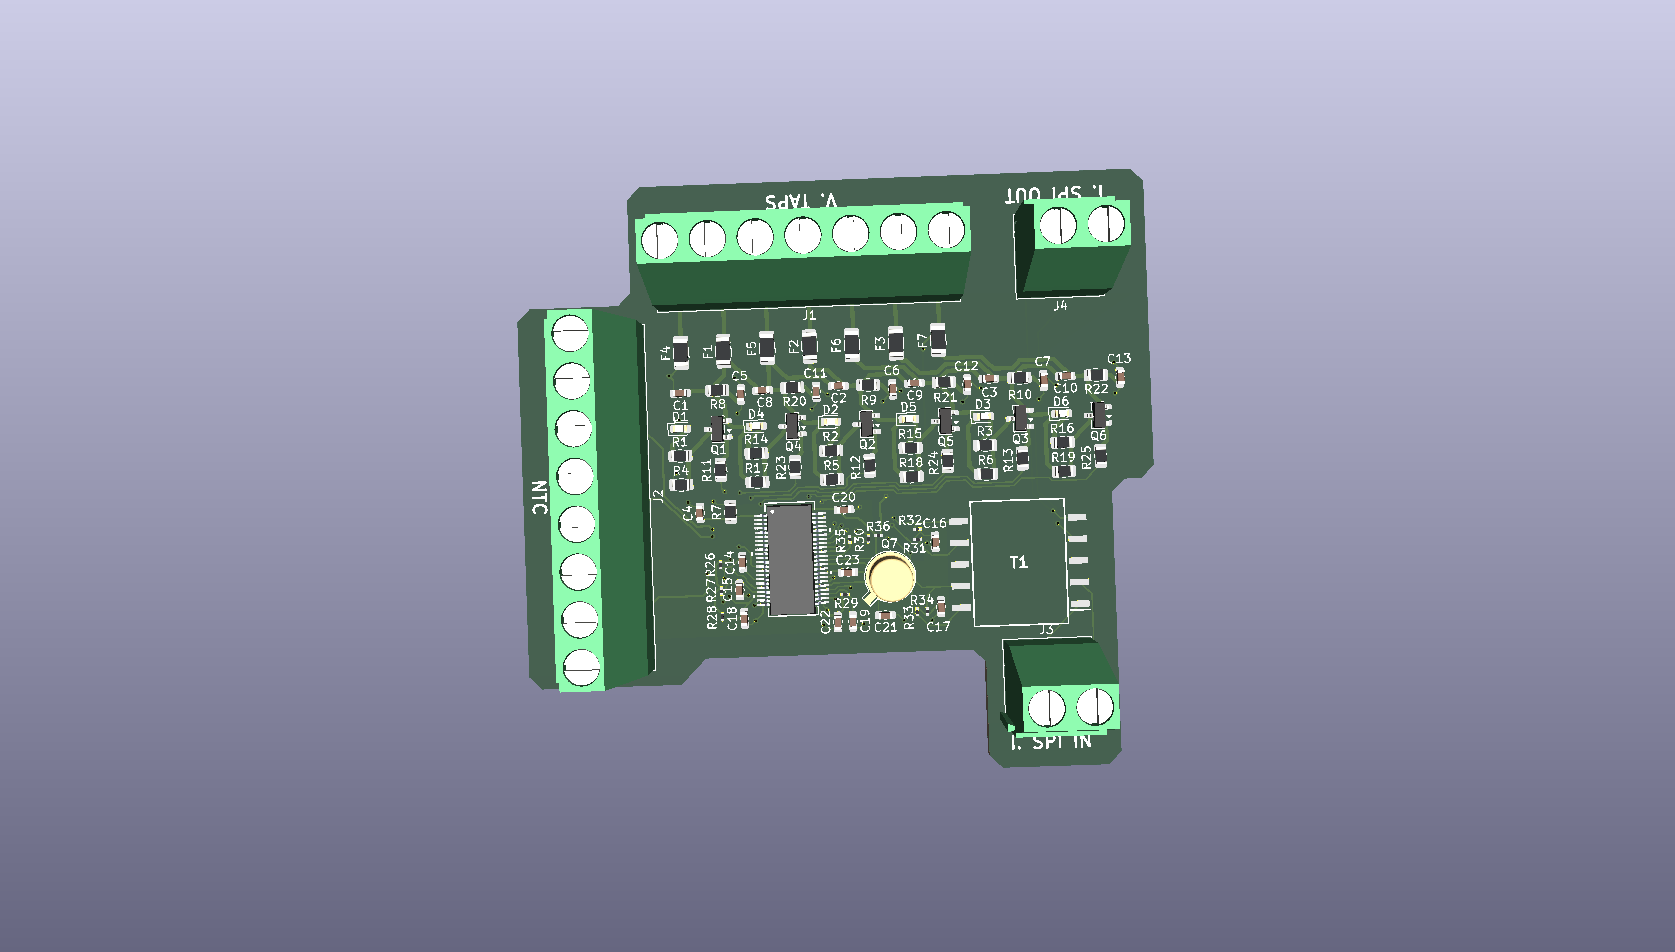 V. TAPS
I. SPI OUT
J1
J4
F4
F1
F5
F2
F6
F3
F7
C1
R8
C5
C8
R20
C11
C2
R9
C6
C9
R21
C12
C3
R10
C7
C10
R22
C13
D1
D4
D2
D5
D3
D6
R1
Q1
R14
Q4
R2
Q2
R15
Q5
R3
Q3
R16
Q6
R4
R11
R17
R23
R5
R12
R18
R24
R6
R13
R19
R25
NTC
J2
C4
R7
C20
R35
R30
R36
Q7
R32
C16
R31
T1
R26
C14
R27
C15
R28
C18
C23
R29
C22
C19
C21
R33
R34
C17
J3
I. SPI IN